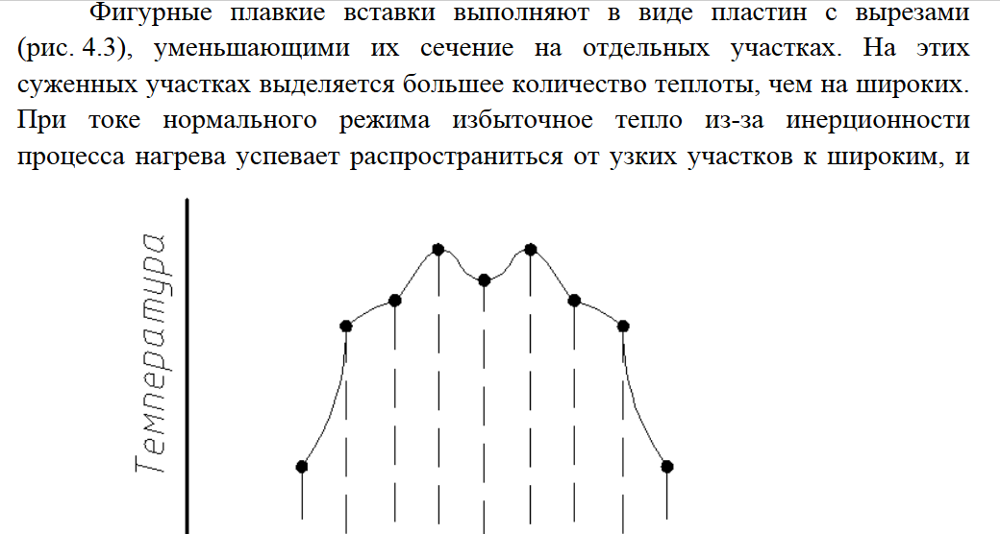 Фигурные плавкие вставки выполняют в виде пластин с вырезами
(рис. 4.3), уменьшающими их сечение на отдельных участках. На этих
суженных участках выделяется большее количество теплоты, чем на широких.
При токе нормального режима избыточное тепло из-за инерционности
процесса нагрева успевает распространиться от узких участков к широким, и
Температура